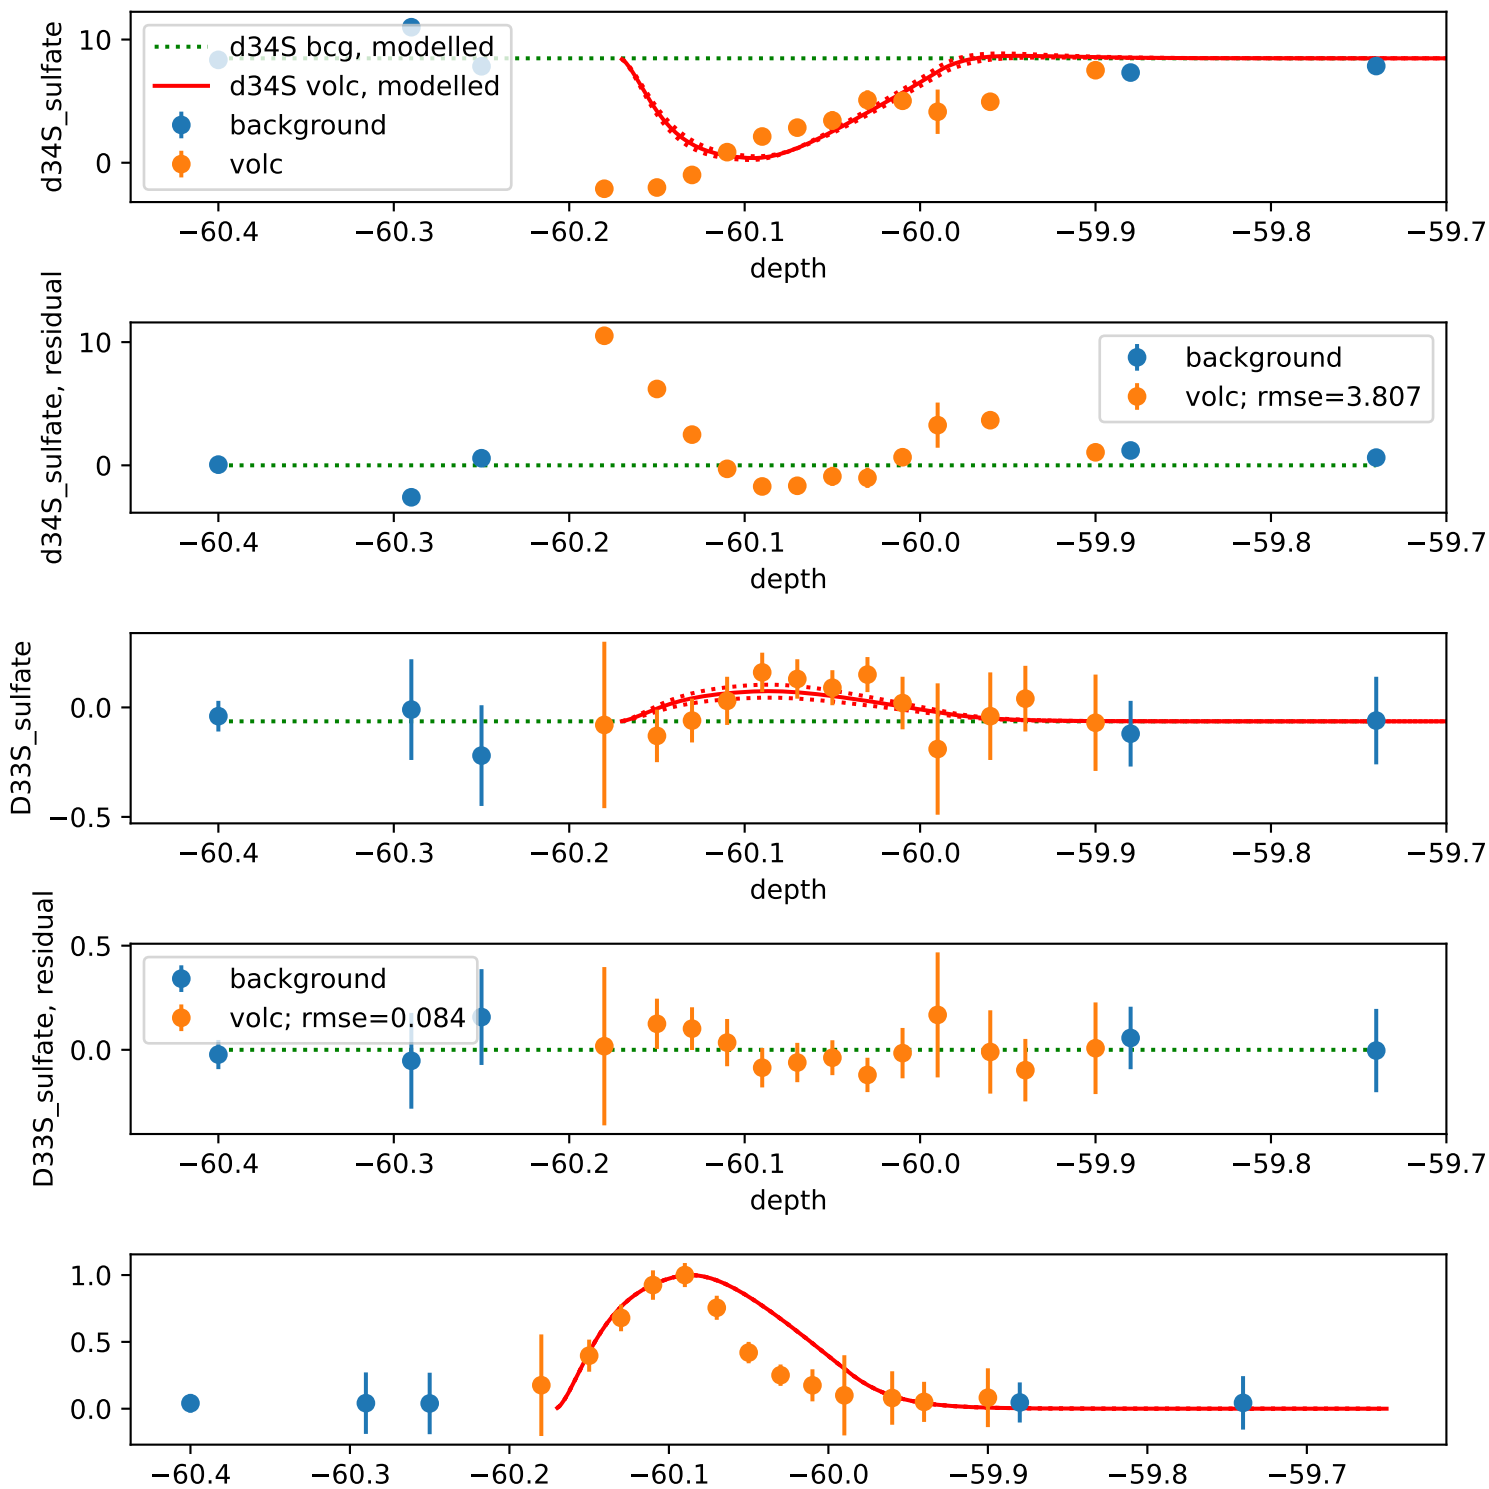 d34S_sulfate
10
0
d34S bcg, modelled
d34S volc, modelled
background
volc
−60.4 −60.3 −60.2 −60.1 −60.0 −59.9 −59.8 −59.7
depth
d34S_sulfate, residual
10
0
background
volc; rmse=3.807
−60.4 −60.3 −60.2 −60.1 −60.0 −59.9 −59.8 −59.7
depth
D33S_sulfate
0.0
−0.5
−60.4 −60.3 −60.2 −60.1 −60.0 −59.9 −59.8 −59.7
depth
D33S_sulfate, residual
0.5
0.0
background
volc; rmse=0.084
−60.4 −60.3 −60.2 −60.1 −60.0 −59.9 −59.8 −59.7
depth
1.0
0.5
0.0
−60.4 −60.3 −60.2 −60.1 −60.0 −59.9 −59.8 −59.7